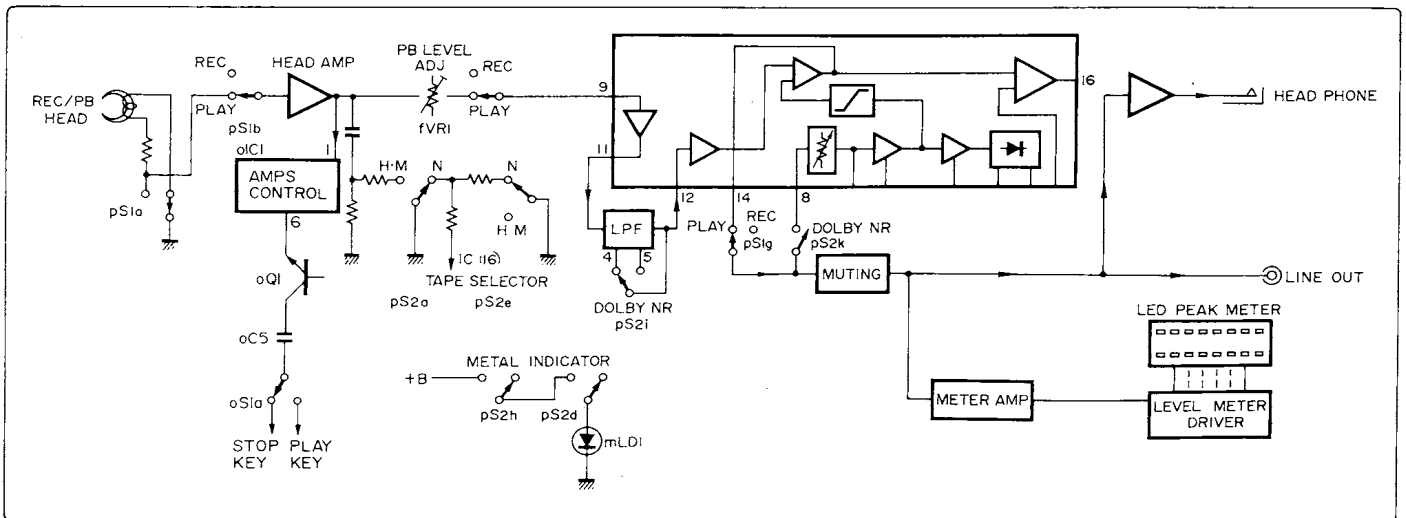 REC
HEAD AMP
PB LEVEL
ADJ
REC
REC/PB
HEAD
PLAY
pS1b
fVR1
PLAY
9
16
HEAD PHONE
oIC1
1
11
pS1a
AMPS
CONTROL
H·M
N
N
12
14
8
6
LPF
PLAY
REC
pS1g
DOLBY NR
pS2k
H M
4
5
MUTING
IC (16)
oQ1
TAPE SELECTOR
LINE OUT
pS2a
pS2e
DOLBY NR
pS2i
LED PEAK METER
oC5
METAL INDICATOR
+B
oS1a
pS2h
pS2d
METER AMP
LEVEL METER
DRIVER
mLD1
STOP
KEY
PLAY
KEY